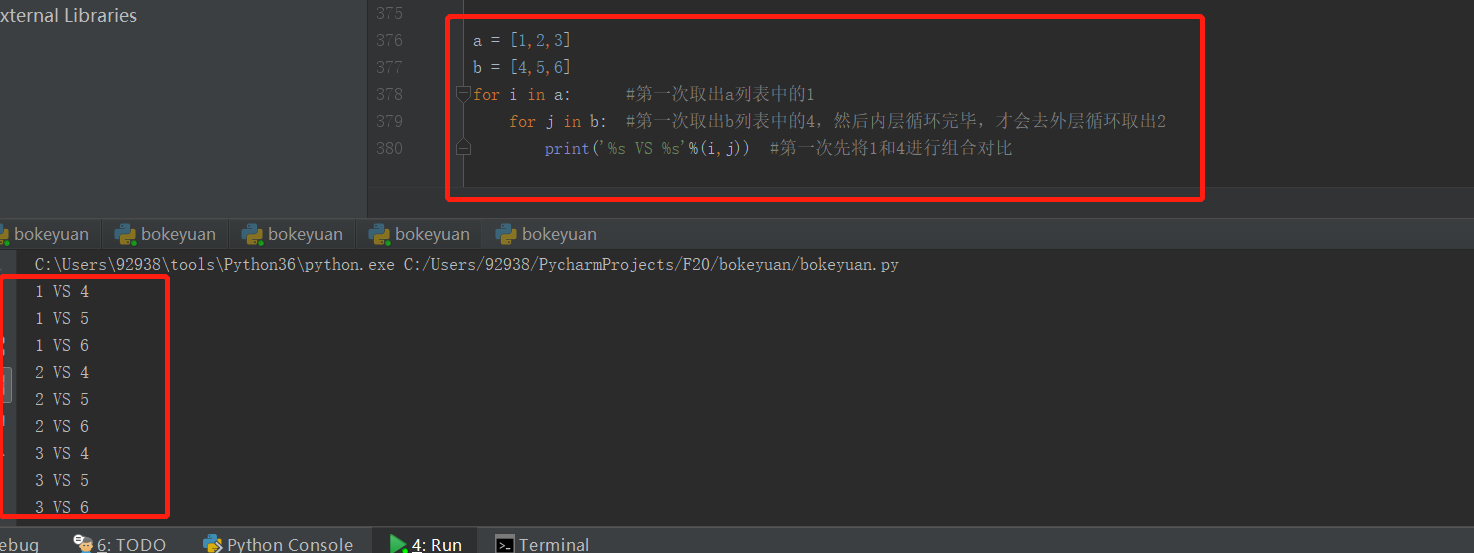 xternal Libraries
375
376 a = [1,2,3]
377 b = [4,5,6]
378 for i in a: #第一次取出a列表中的1
379 for j in b: #第一次取出b列表中的4，然后内层循环完毕，才会去外层循环取出2
380 print('%s VS %s'%(i,j)) #第一次先将1和4进行组合对比
bokeyuan bokeyuan bokeyuan bokeyuan bokeyuan
C:\Users\92938\tools\Python36\python.exe C:/Users/92938/PycharmProjects/F20/bokeyuan/bokeyuan.py
1 VS 4
1 VS 5
1 VS 6
2 VS 4
2 VS 5
2 VS 6
3 VS 4
3 VS 5
3 VS 6
ebug 6: TODO Python Console 4: Run Terminal